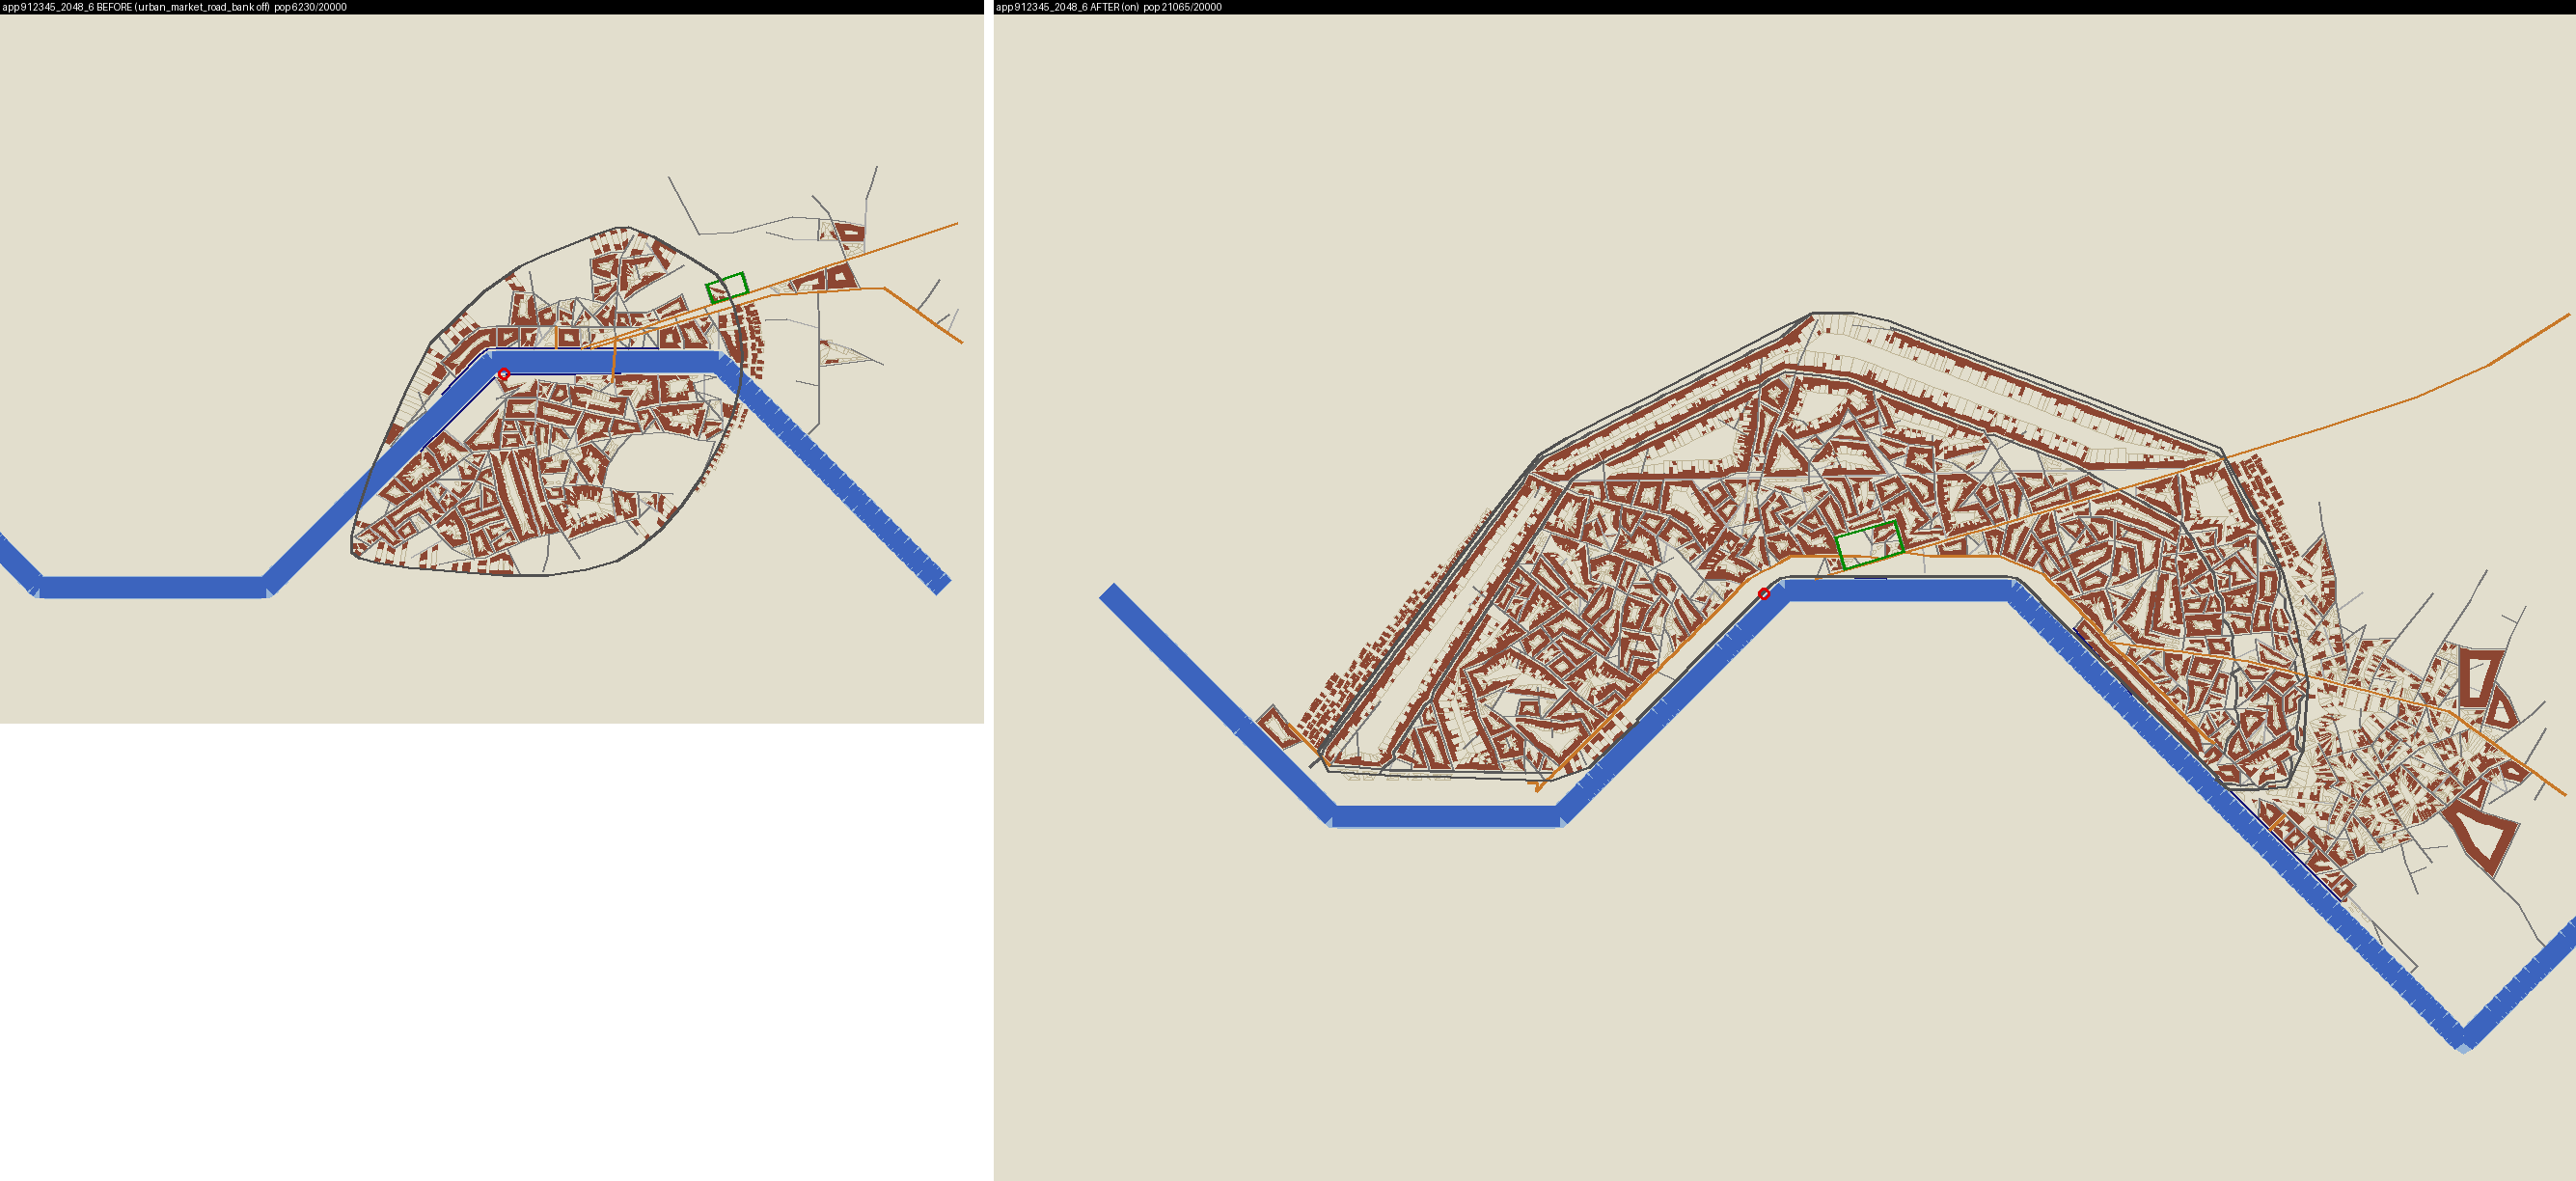 app912345_2048_6 BEFORE (urban_market_road_bank off) pop6230/20000
app912345_2048_6 AFTER (on) pop21065/20000